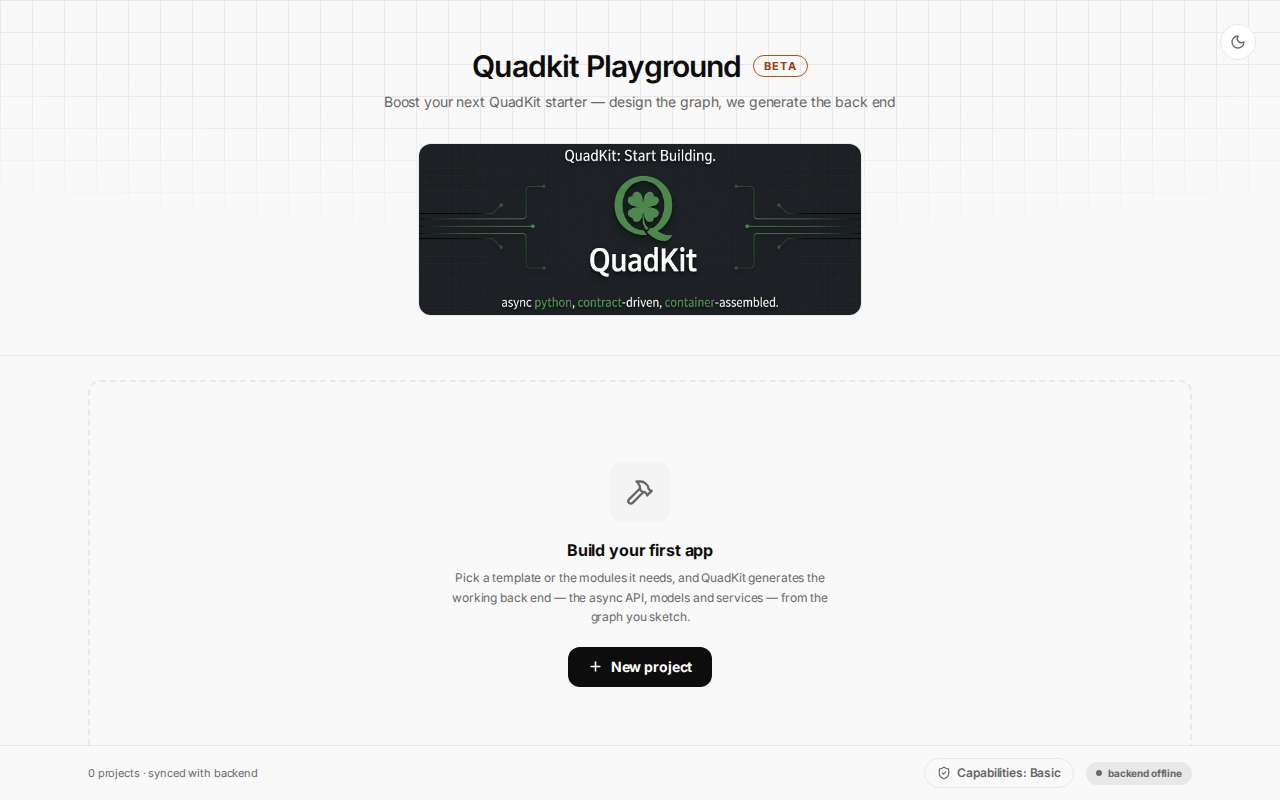 Quadkit Playground BETA
Boost your next QuadKit starter — design the graph, we generate the back end
QuadKit: Start Building.
QuadKit
async python, contract-driven, container-assembled.
Build your first app
Pick a template or the modules it needs, and QuadKit generates the
working back end — the async API, models and services — from the
graph you sketch.
New project
0 projects · synced with backend
Capabilities: Basic
backend offline